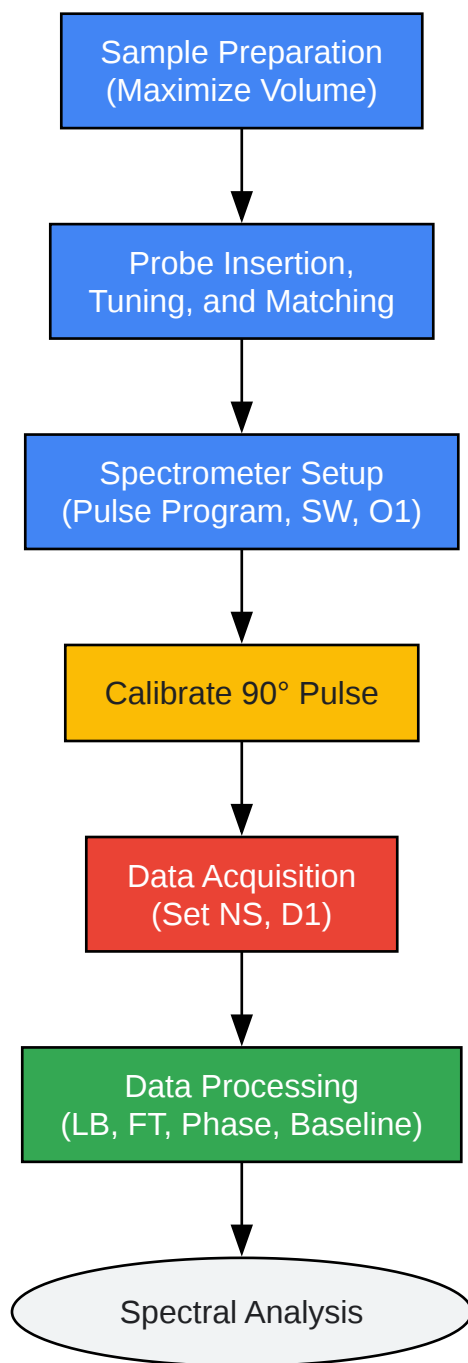 Sample Preparation
(Maximize Volume)
Probe Insertion,
Tuning, and Matching
Spectrometer Setup
(Pulse Program, SW, O1)
Calibrate 90° Pulse
Data Acquisition
(Set NS, D1)
Data Processing
(LB, FT, Phase, Baseline)
Spectral Analysis